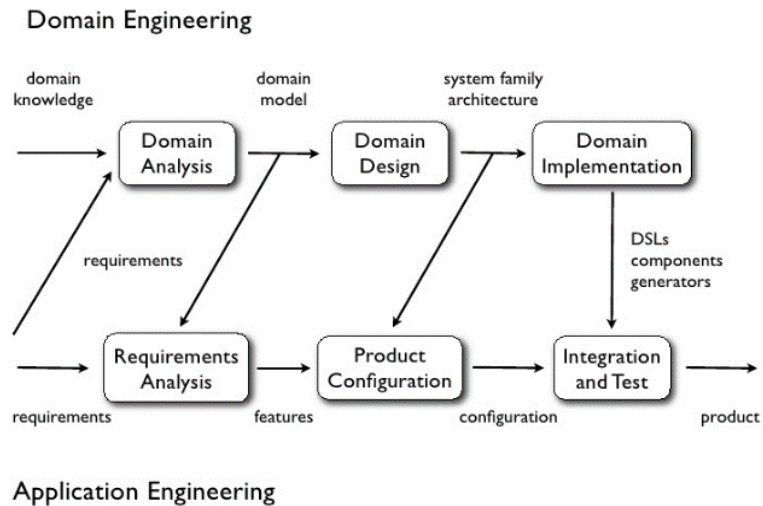 Domain Engineering
domain
knowledge
domain
model
system family
architecture
Domain
Analysis
Domain
Design
Domain
Implementation
requirements
DSLs
components
generators
Requirements
Analysis
Product
Configuration
Integration
and Test
requirements
features
configuration
product
Application Engineering